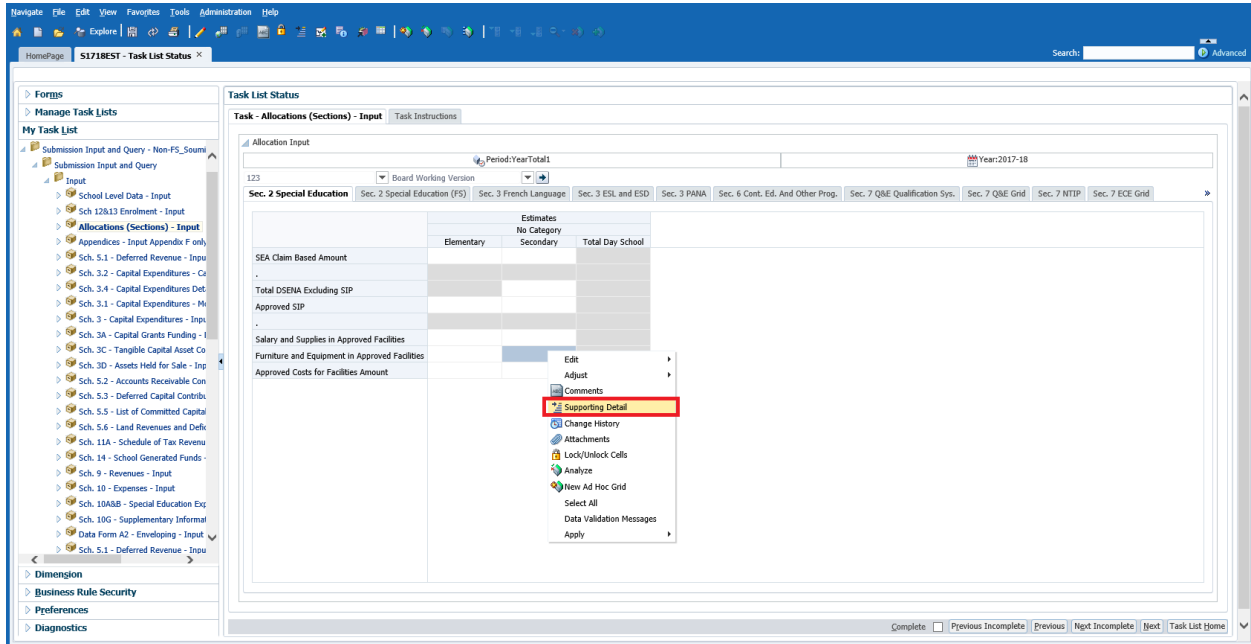 Navigate File Edit View Favorites Tools Administration Help
Explore
HomePage S1718EST - Task List Status × Search: Advanced
Forms
Manage Task Lists
My Task List
Submission Input and Query - Non-FS_Soumi
Submission Input and Query
Input
School Level Data - Input
Sch 12&13 Enrolment - Input
Allocations (Sections) - Input
Appendices - Input Appendix F only
Sch. 5.1 - Deferred Revenue - Inpu
Sch. 3.2 - Capital Expenditures - Ca
Sch. 3.4 - Capital Expenditures Det
Sch. 3.1 - Capital Expenditures - Mo
Sch. 3 - Capital Expenditures - Inpu
Sch. 3A - Capital Grants Funding - I
Sch. 3C - Tangible Capital Asset Co
Sch. 3D - Assets Held for Sale - Inp
Sch. 5.2 - Accounts Receivable Con
Sch. 5.3 - Deferred Capital Contribu
Sch. 5.5 - List of Committed Capital
Sch. 5.6 - Land Revenues and Defic
Sch. 11A - Schedule of Tax Revenu
Sch. 14 - School Generated Funds -
Sch. 9 - Revenues - Input
Sch. 10 - Expenses - Input
Sch. 10A&B - Special Education Exp
Sch. 10G - Supplementary Informat
Data Form A2 - Enveloping - Input
Sch. 5.1 - Deferred Revenue - Inpu
Dimension
Business Rule Security
Preferences
Diagnostics
Task List Status
Task - Allocations (Sections) - Input Task Instructions
Allocation Input
Period:YearTotal1 Year:2017-18
123 Board Working Version
Sec. 2 Special Education Sec. 2 Special Education (FS) Sec. 3 French Language Sec. 3 ESL and ESD Sec. 3 PANA Sec. 6 Cont. Ed. And Other Prog. Sec. 7 Q&E Qualification Sys. Sec. 7 Q&E Grid Sec. 7 NTIP Sec. 7 ECE Grid »
Estimates
No Category
Elementary Secondary Total Day School
SEA Claim Based Amount
.
Total DSENA Excluding SIP
Approved SIP
.
Salary and Supplies in Approved Facilities
Furniture and Equipment in Approved Facilities
Approved Costs for Facilities Amount
Edit
Adjust
Comments
Supporting Detail
Change History
Attachments
Lock/Unlock Cells
Analyze
New Ad Hoc Grid
Select All
Data Validation Messages
Apply
Complete Previous Incomplete Previous Next Incomplete Next Task List Home